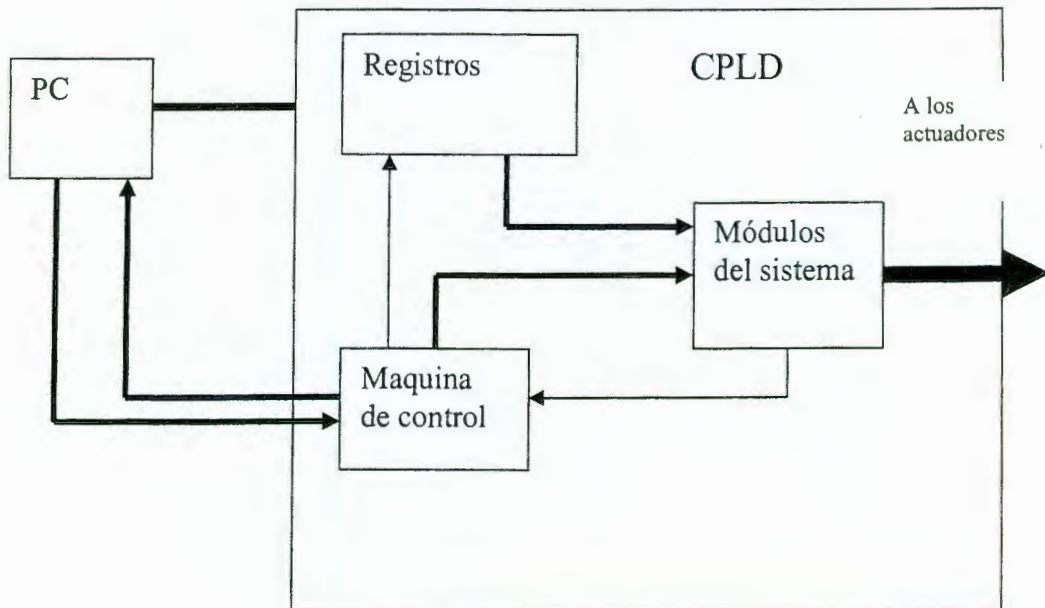 PC
Registros
CPLD
A los
actuadores
Módulos
del sistema
Maquina
de control